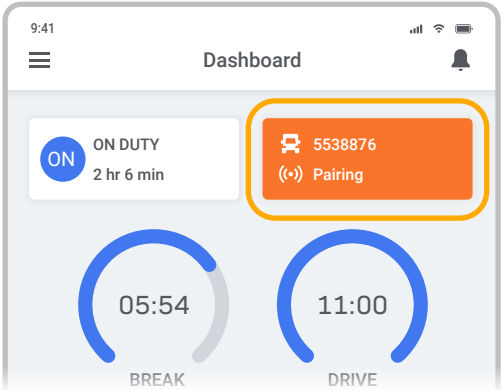 9:41
Dashboard
ON
ON DUTY
2 hr 6 min
5538876
Pairing
05:54
11:00
BREAK
DRIVE